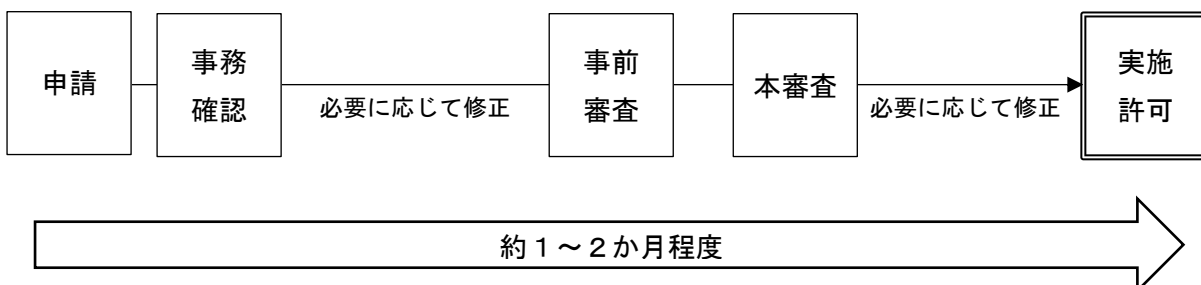 申請
事務
確認
必要に応じて修正
事前
審査
本審査
必要に応じて修正
実施
許可
約１～２か月程度